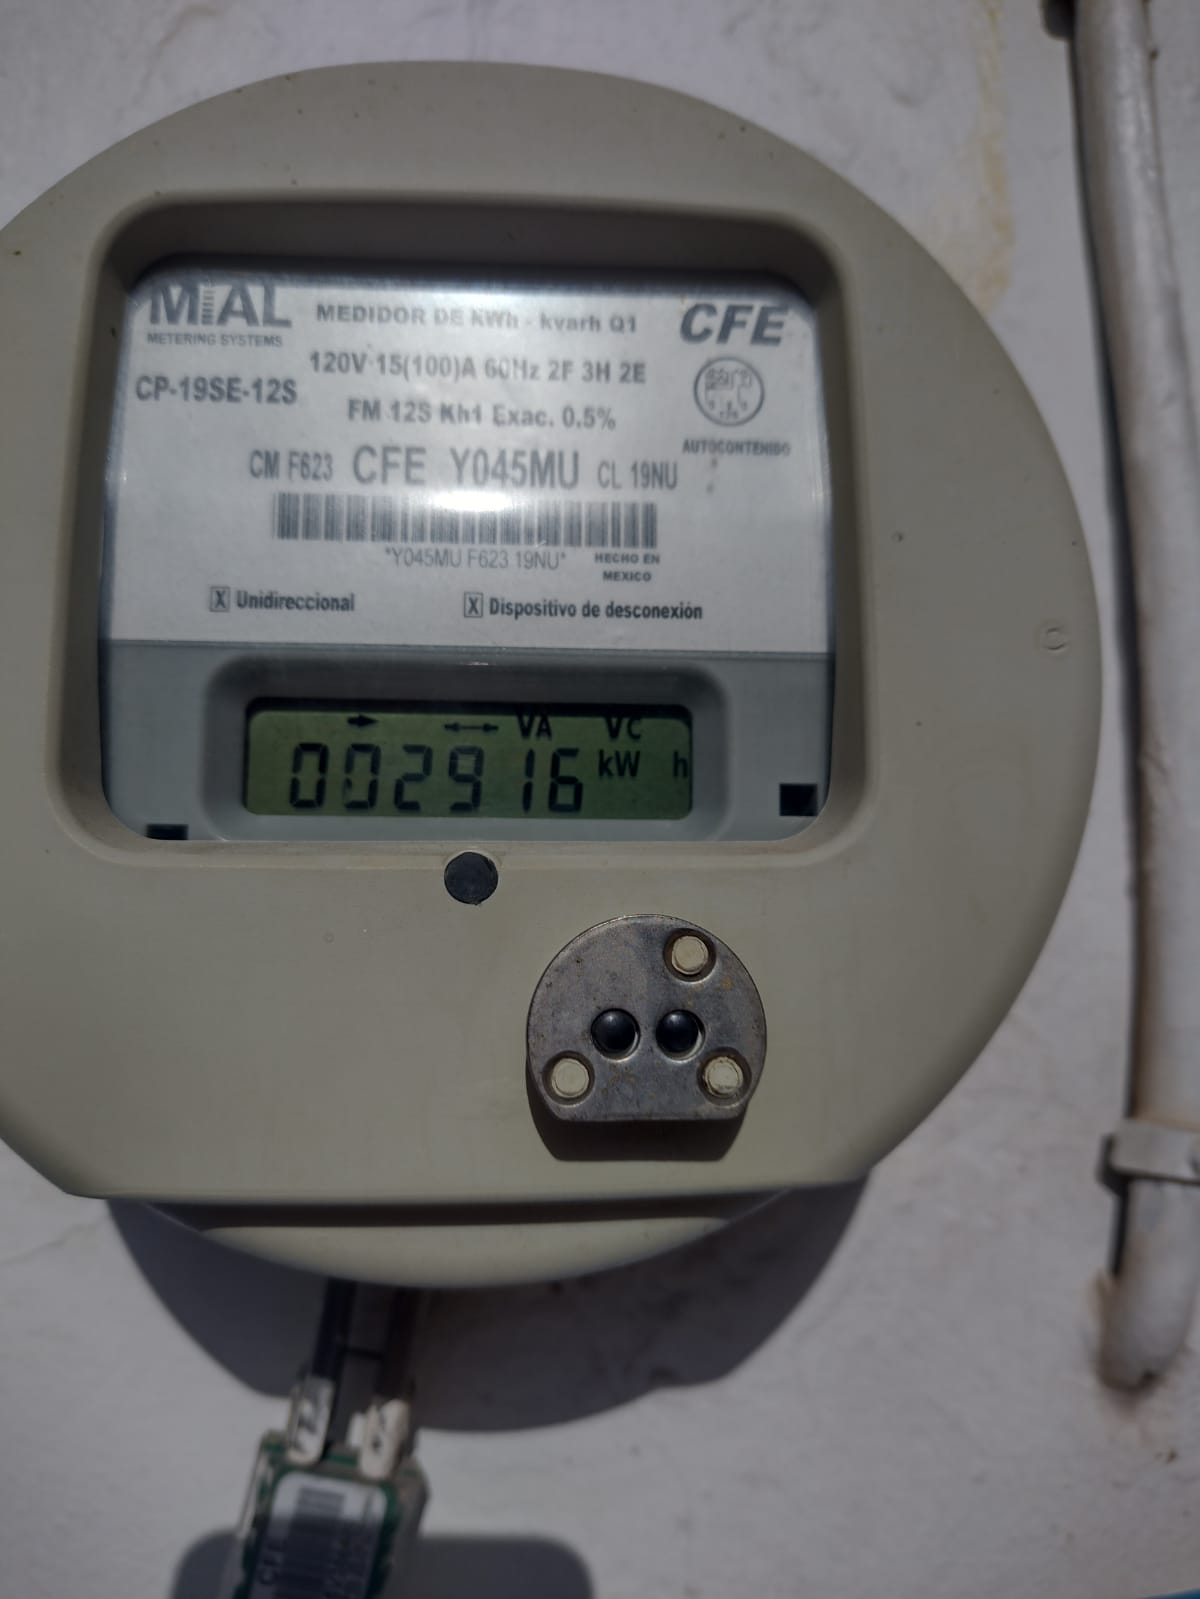 MIAL
METERING SYSTEMS
MEDIDOR DE kWh - kvarh Q1
CFE
120V 15(100)A 60Hz 2F 3H 2E
CP-19SE-12S
FM 12S Kh1 Exac. 0.5%
AUTOCONTENIDO
CM F623 CFE Y045MU CL 19NU
*Y045MU F623 19NU*
HECHO EN
MEXICO
X Unidireccional
X Dispositivo de desconexión
VA VC
002916 kW h